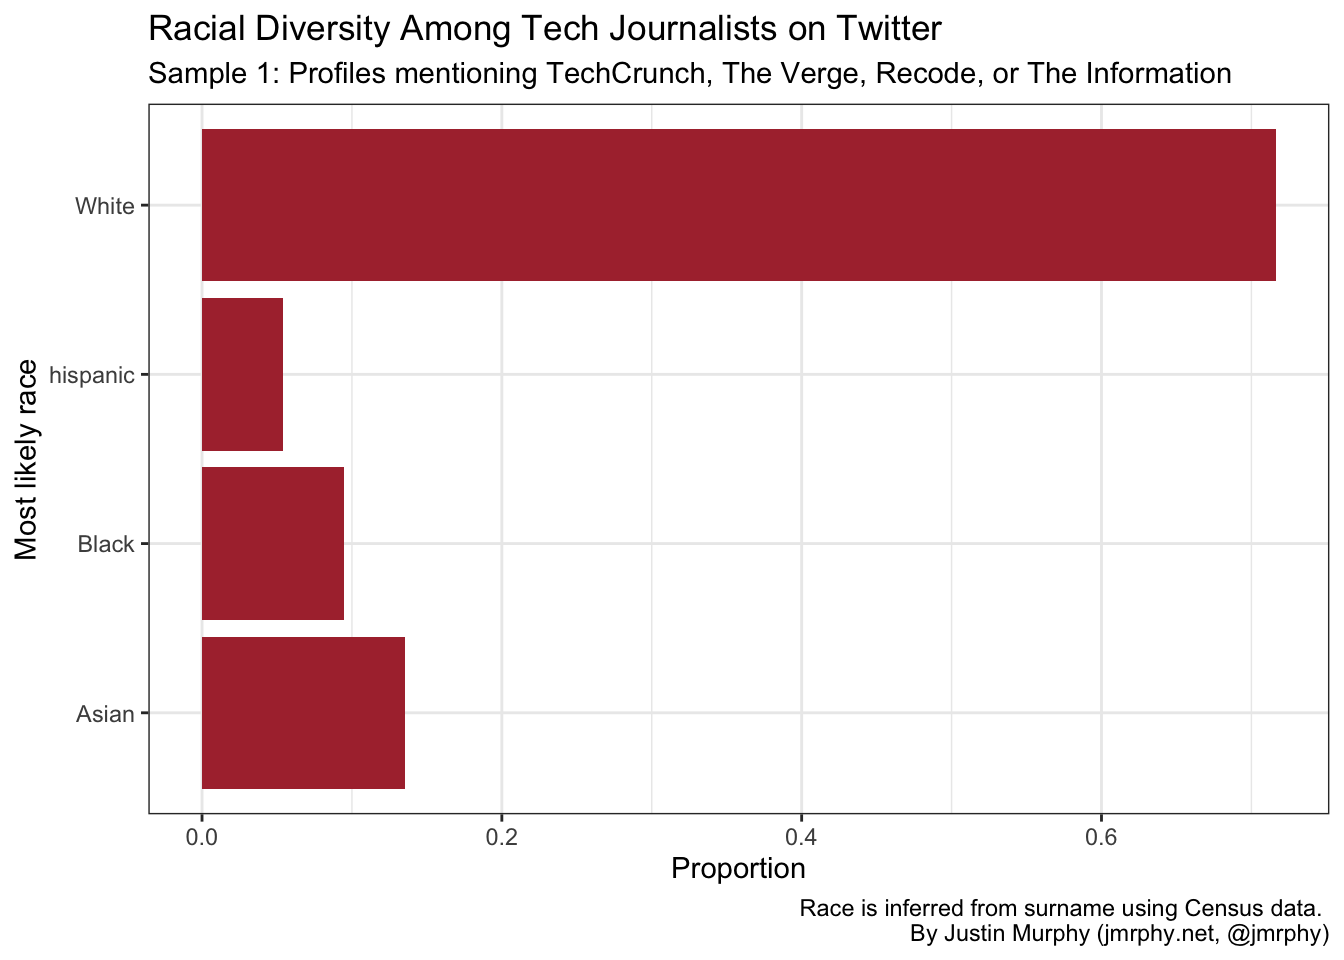 Racial Diversity Among Tech Journalists on Twitter
Sample 1: Profiles mentioning TechCrunch, The Verge, Recode, or The Information
White
hispanic
Black
Asian
Most likely race
0.0 0.2 0.4 0.6
Proportion
Race is inferred from surname using Census data.
By Justin Murphy (jmrphy.net, @jmrphy)